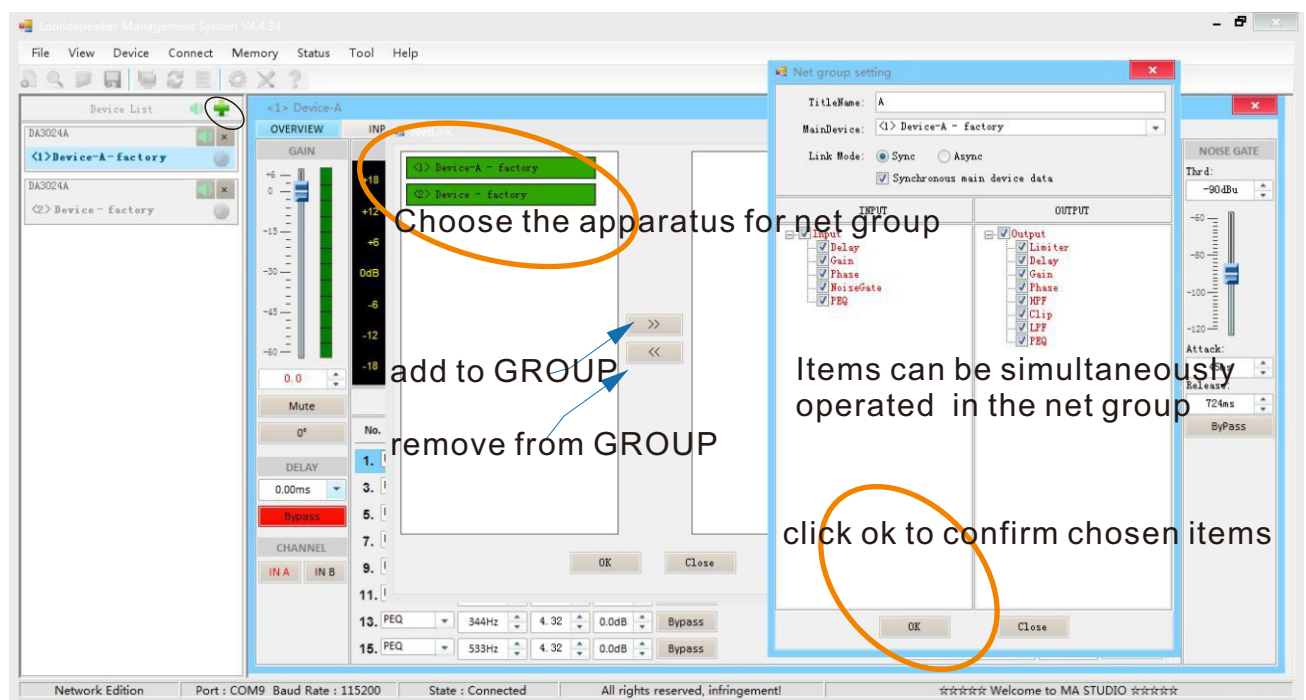 Loundspeaker Management System V4.4.34
File View Device Connect Memory Status Tool Help
Device List
DA3024A
<1>Device-A-factory
DA3024A
<2>Device-factory
<1> Device-A
OVERVIEW
GAIN
+6
0
-15
-30
-45
-60
0.0
Mute
0°
DELAY
0.00ms
Bypass
CHANNEL
IN A IN B
+18
+12
+6
0dB
-6
-12
-18
No.
1.
3.
5.
7.
9.
11.
13. PEQ 344Hz 4.32 0.0dB Bypass
15. PEQ 533Hz 4.32 0.0dB Bypass
NetLink
<1> Device-A - factory
<2> Device - factory
Choose the apparatus for net group
>>
<<
add to GROUP
remove from GROUP
OK Close
Net group setting
TitleName: A
MainDevice: <1> Device-A - factory
Link Mode: Sync Async
Synchronous main device data
INPUT OUTPUT
Input
Delay
Gain
Phase
NoiseGate
PEQ
Output
Limiter
Delay
Gain
Phase
HPF
Clip
LPF
PEQ
Items can be simultaneously
operated in the net group
click ok to confirm chosen items
OK Close
NOISE GATE
Thrd:
-90dBu
-60
-80
-100
-120
Attack:
Release:
724ms
ByPass
Network Edition Port : COM9 Baud Rate : 115200 State : Connected All rights reserved, infringement! ☆☆☆☆☆ Welcome to MA STUDIO ☆☆☆☆☆